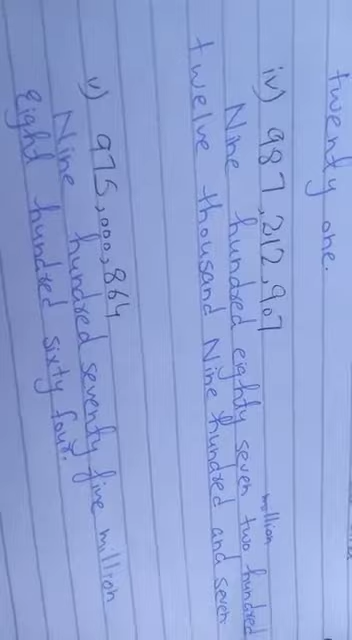 twenty one.
iv) 987,212,907
Nine hundred eighty seven million two hundred
twelve thousand Nine hundred and seven
v) 975,000,864
Nine hundred seventy five million
Eight hundred sixty four.